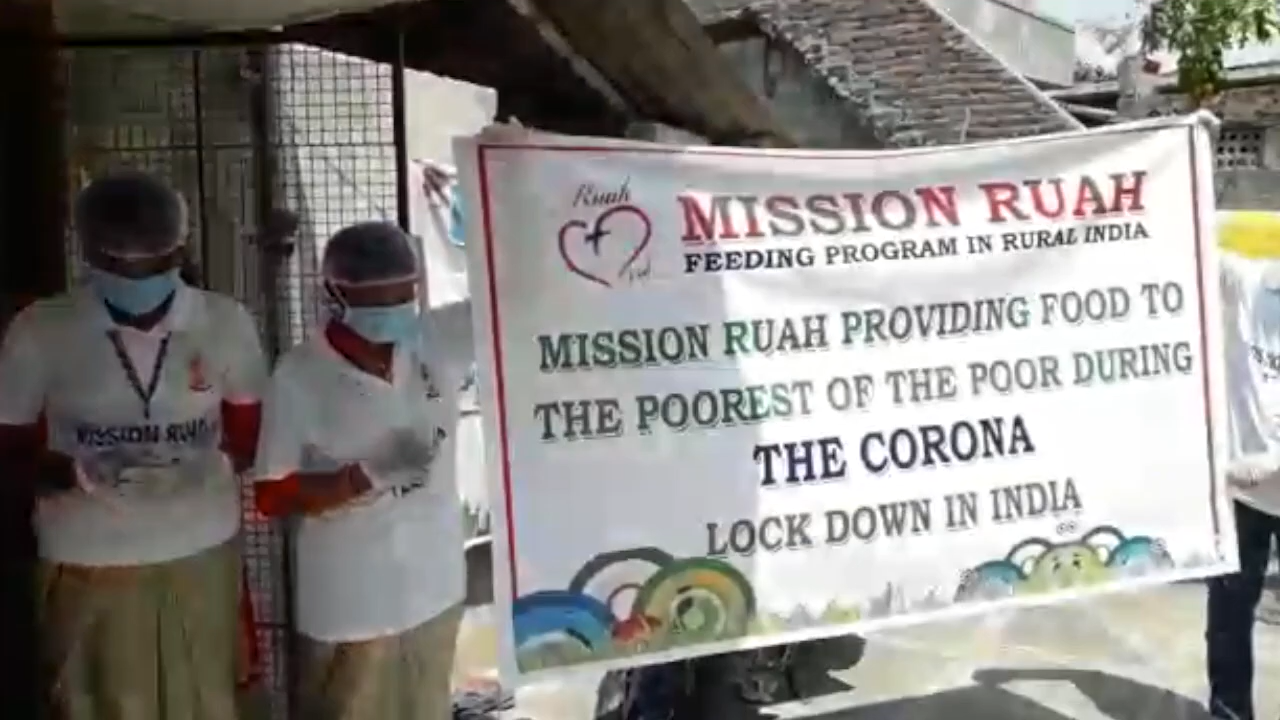 Ruah
MISSION RUAH
FEEDING PROGRAM IN RURAL INDIA
MISSION RUAH PROVIDING FOOD TO
THE POOREST OF THE POOR DURING
THE CORONA
LOCK DOWN IN INDIA
MISSION RUAH